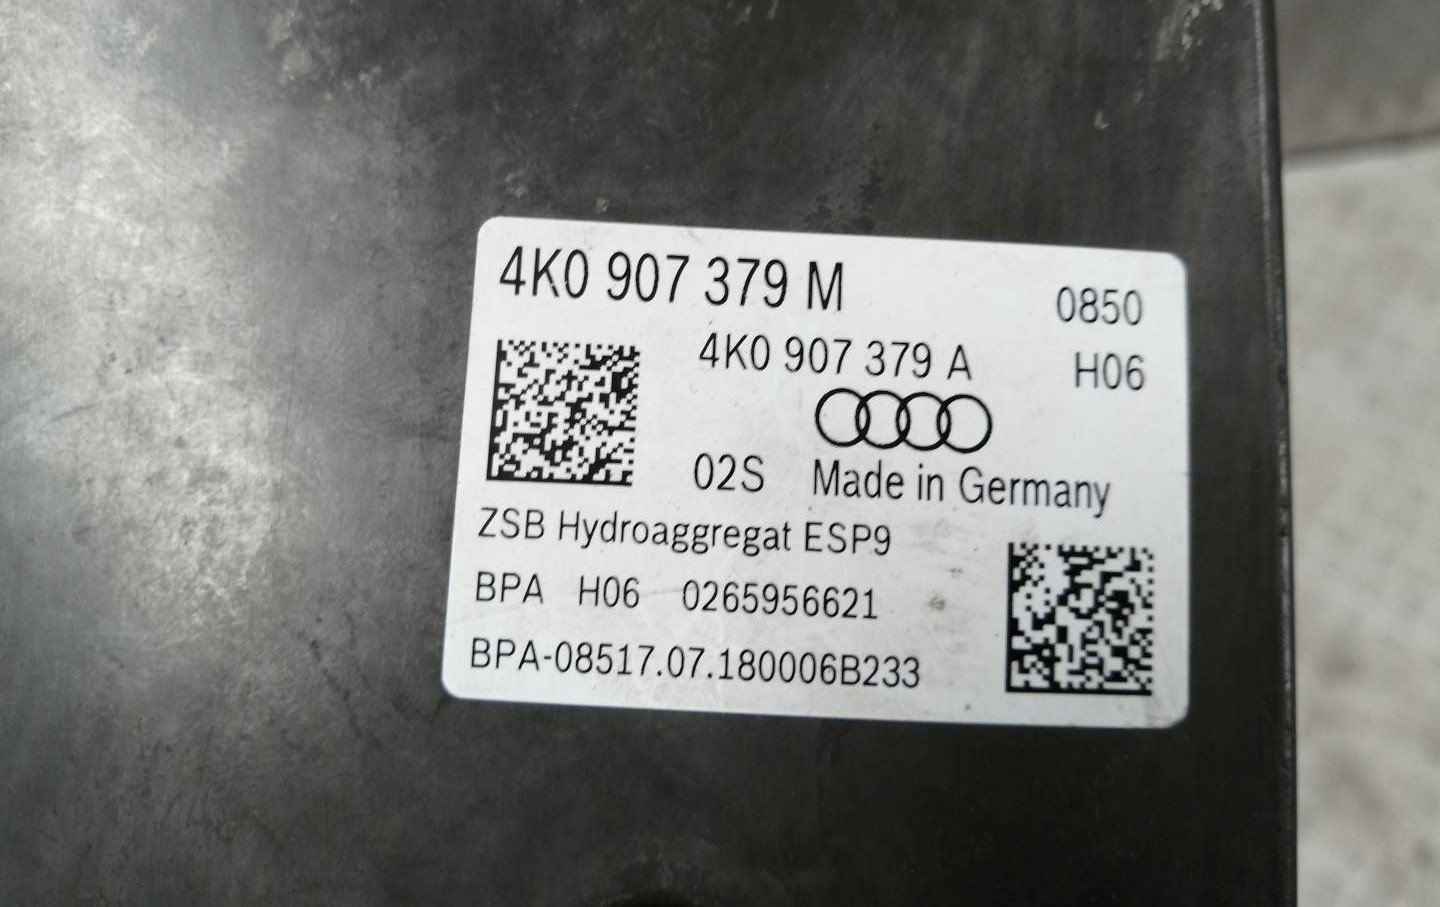 4K0 907 379 M 0850
4K0 907 379 A H06
02S Made in Germany
ZSB Hydroaggregat ESP9
BPA H06 0265956621
BPA-08517.07.180006B233